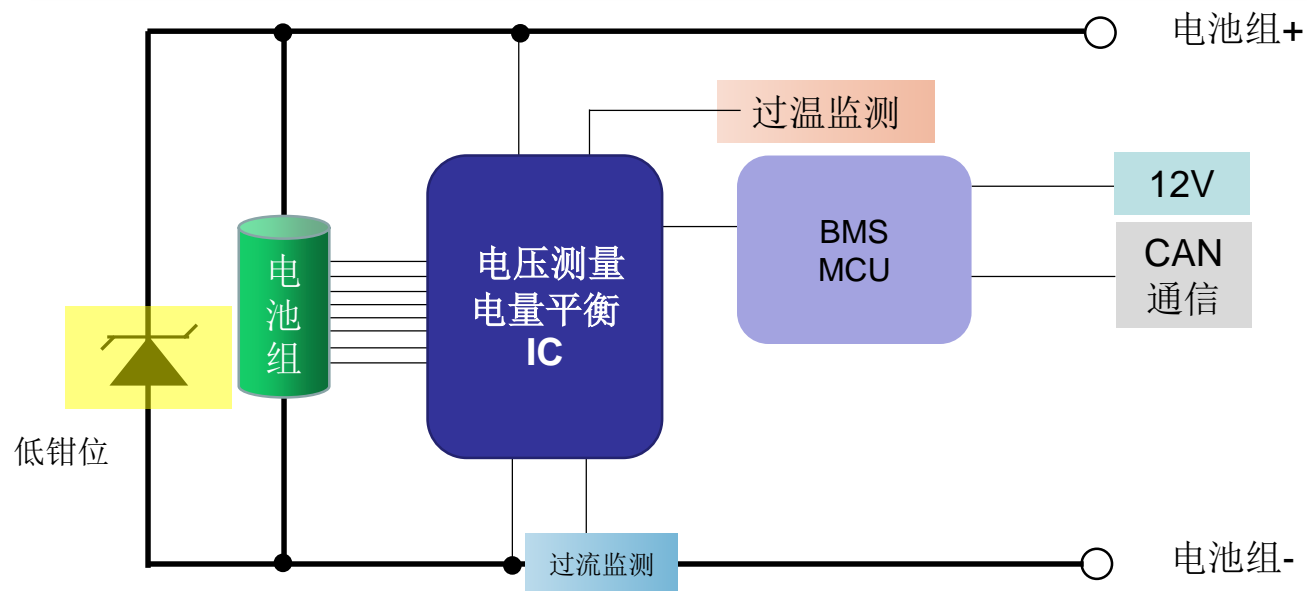 电池组+
过温监测
12V
BMS
MCU
电压测量
电量平衡
IC
CAN
通信
电
池
组
低钳位
过流监测
电池组-